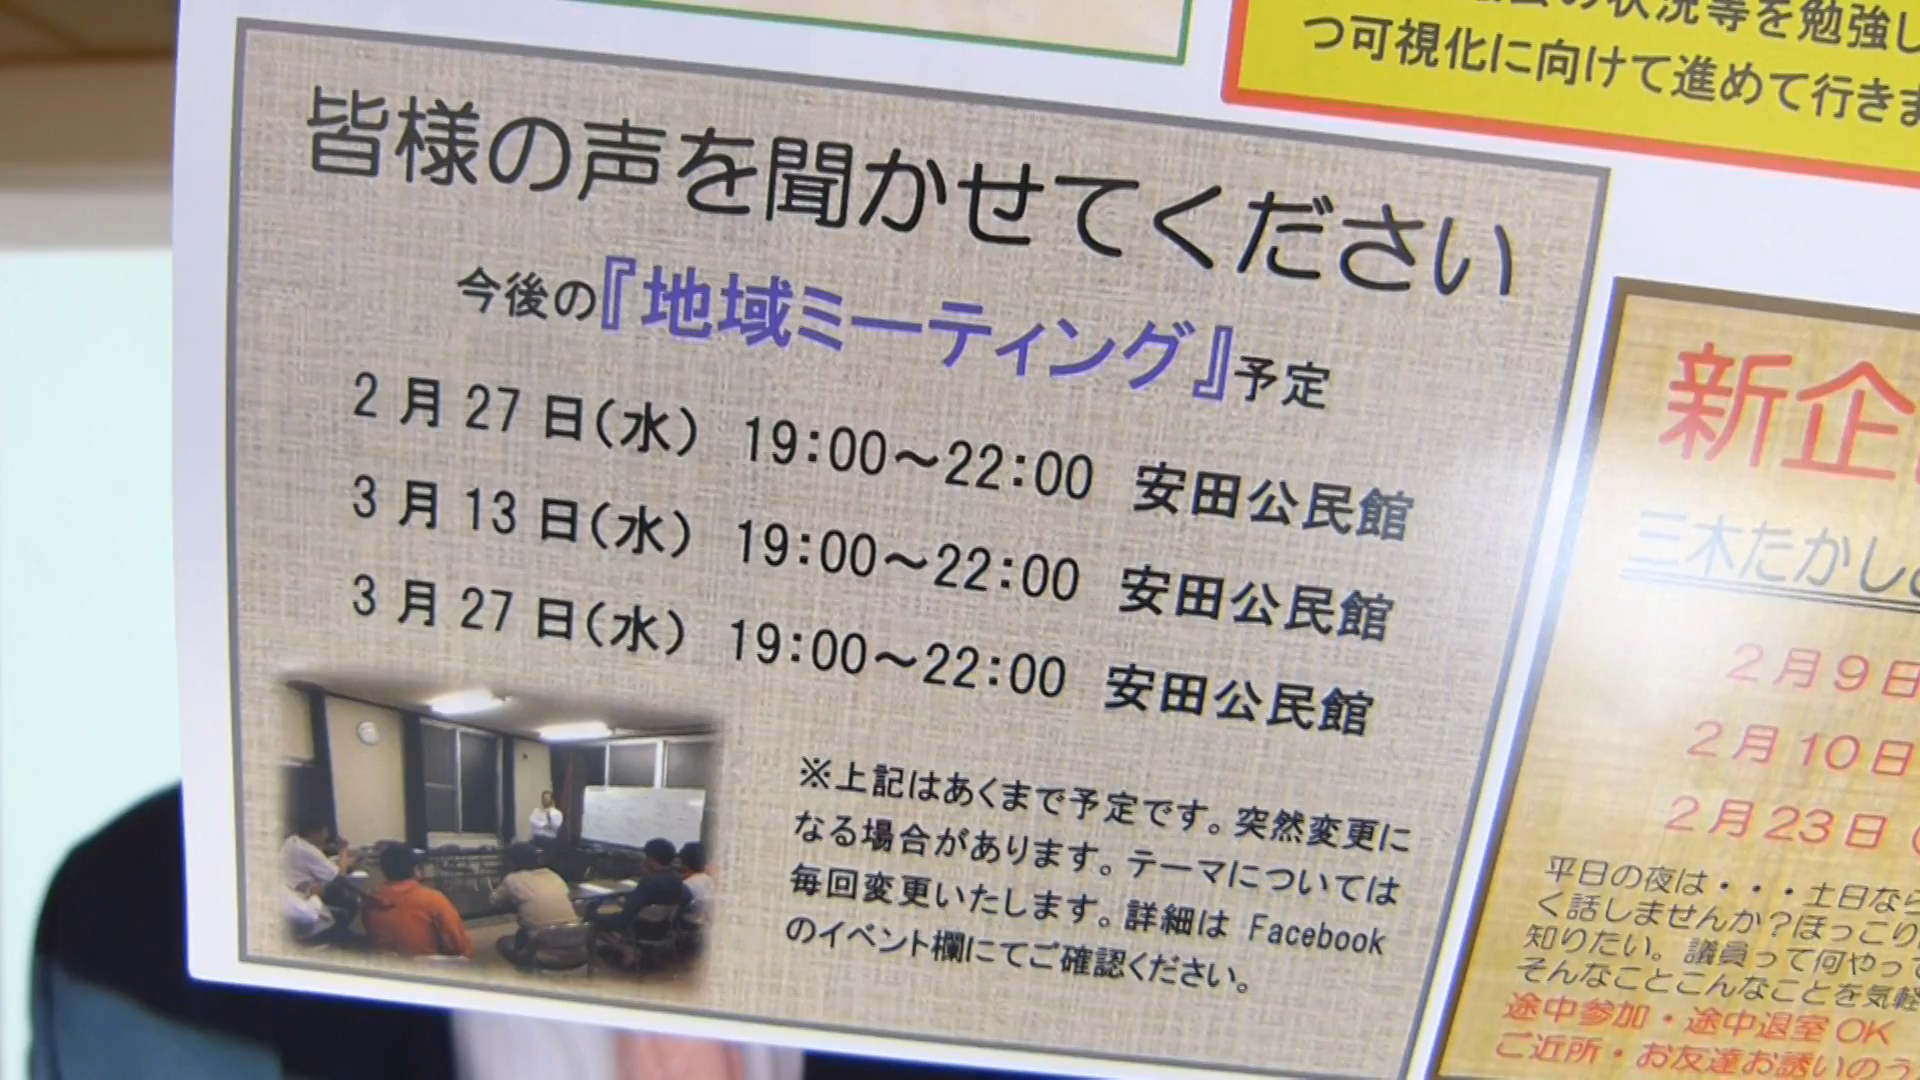 の状況等を勉強し
つ可視化に向けて進めて行きま
皆様の声を聞かせてください
今後の『地域ミーティング』予定
2月27日(水) 19:00～22:00 安田公民館
3月13日(水) 19:00～22:00 安田公民館
3月27日(水) 19:00～22:00 安田公民館
※上記はあくまで予定です。突然変更に
なる場合があります。テーマについては
毎回変更いたします。詳細は Facebook
のイベント欄にてご確認ください。
新企
三木たかし
2月9日
2月10日
2月23日(
平日の夜は・・・土日なら
く話しませんか?ほっこり
知りたい。議員って何やって
そんなことこんなことを気軽
途中参加・途中退室OK
ご近所・お友達お誘いのう